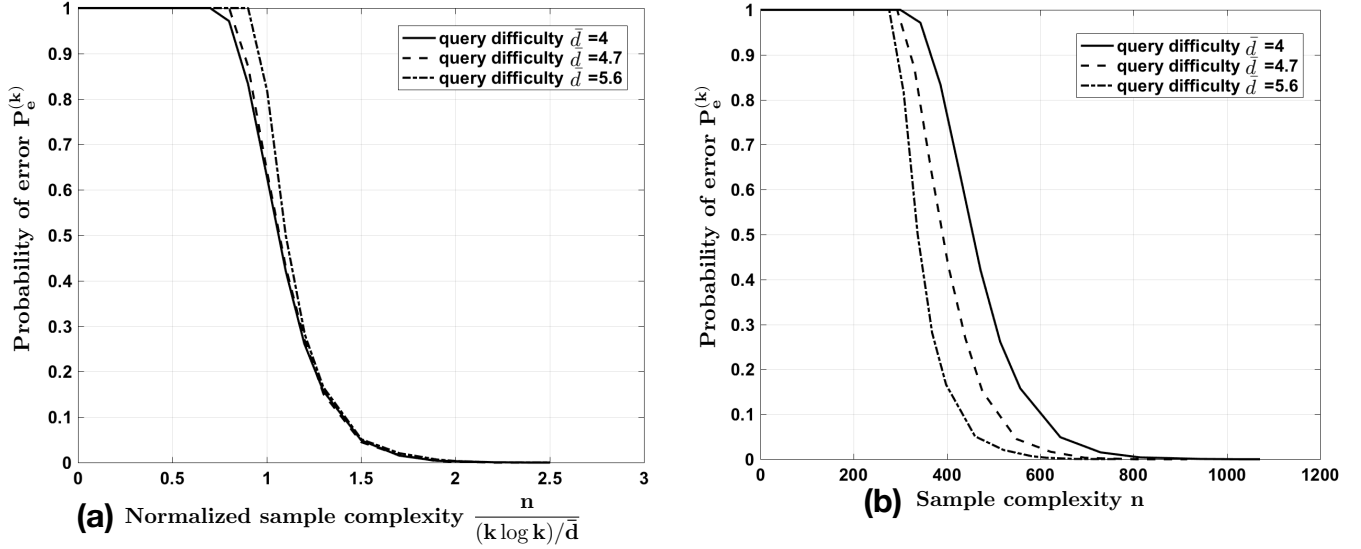 1
0.9
0.8
0.7
0.6
0.5
0.4
0.3
0.2
0.1
0
0 0.5 1 1.5 2 2.5 3
Probability of error P_e^(k)
query difficulty d̄ =4
query difficulty d̄ =4.7
query difficulty d̄ =5.6
(a) Normalized sample complexity n/((k log k)/d̄)
1
0.9
0.8
0.7
0.6
0.5
0.4
0.3
0.2
0.1
0
0 200 400 600 800 1000 1200
Probability of error P_e^(k)
query difficulty d̄ =4
query difficulty d̄ =4.7
query difficulty d̄ =5.6
(b) Sample complexity n